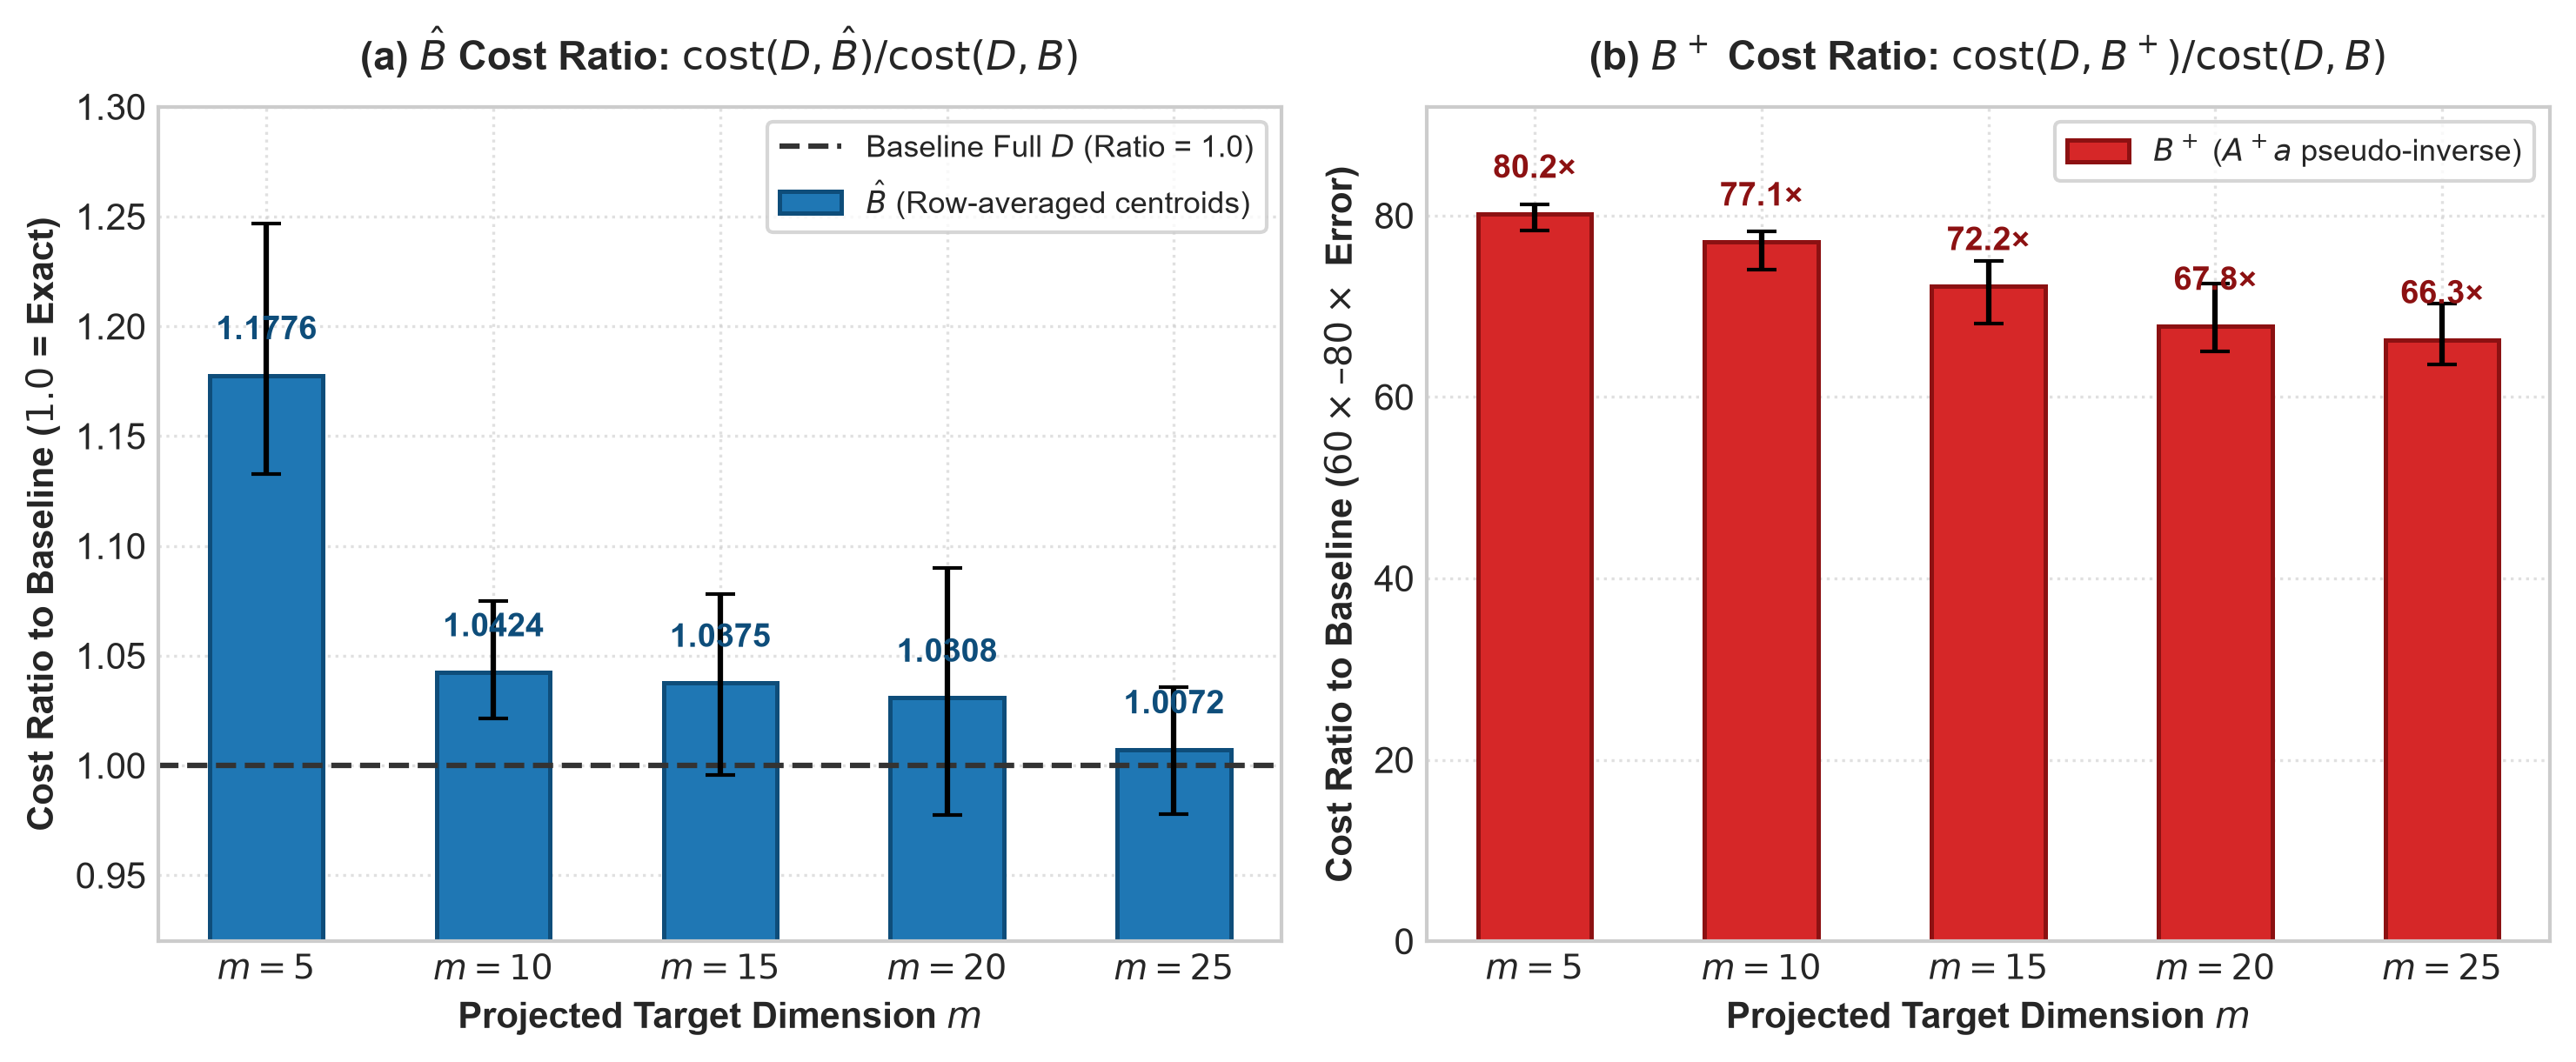 (a) B̂ Cost Ratio: cost(D, B̂)/cost(D, B)
Cost Ratio to Baseline (1.0 = Exact)
1.30
1.25
1.20
1.15
1.10
1.05
1.00
0.95
Baseline Full D (Ratio = 1.0)
B̂ (Row-averaged centroids)
1.1776
1.0424
1.0375
1.0308
1.0072
m = 5
m = 10
m = 15
m = 20
m = 25
Projected Target Dimension m
(b) B⁺ Cost Ratio: cost(D, B⁺)/cost(D, B)
Cost Ratio to Baseline (60 × –80 × Error)
80
60
40
20
0
B⁺ (A⁺a pseudo-inverse)
80.2×
77.1×
72.2×
67.8×
66.3×
m = 5
m = 10
m = 15
m = 20
m = 25
Projected Target Dimension m